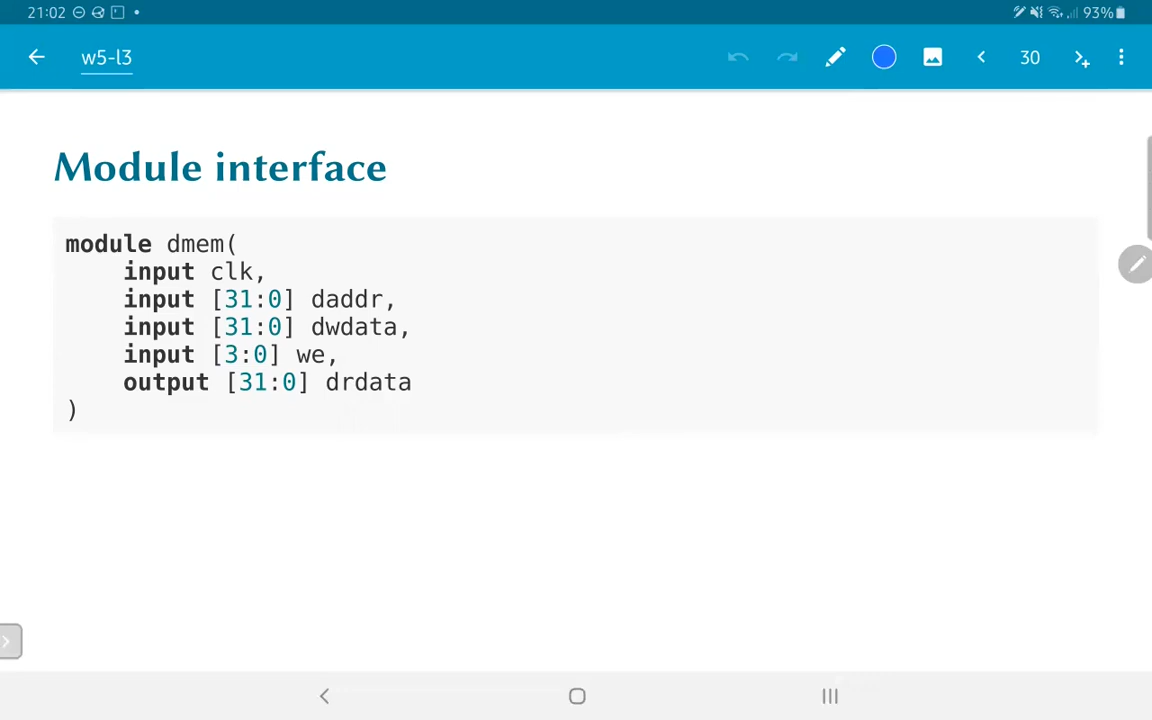 21:02 93%
w5-l3 30
Module interface
module dmem(
input clk,
input [31:0] daddr,
input [31:0] dwdata,
input [3:0] we,
output [31:0] drdata
)